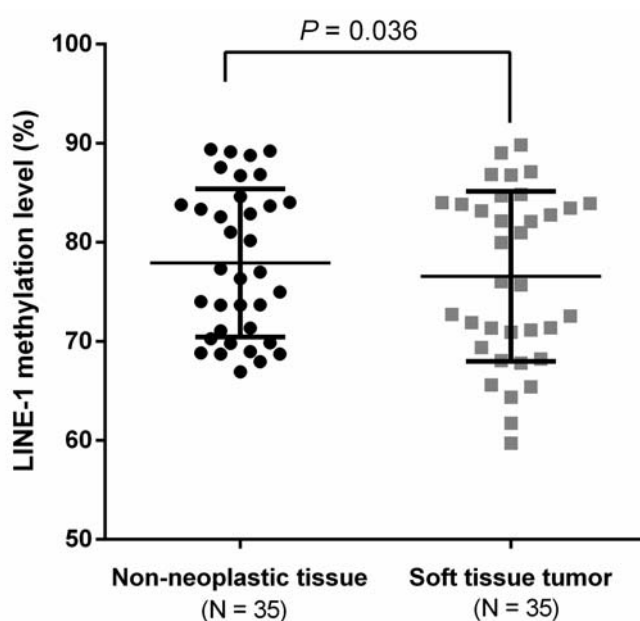 P = 0.036
LINE-1 methylation level (%)
100
90
80
70
60
50
Non-neoplastic tissue
(N = 35)
Soft tissue tumor
(N = 35)